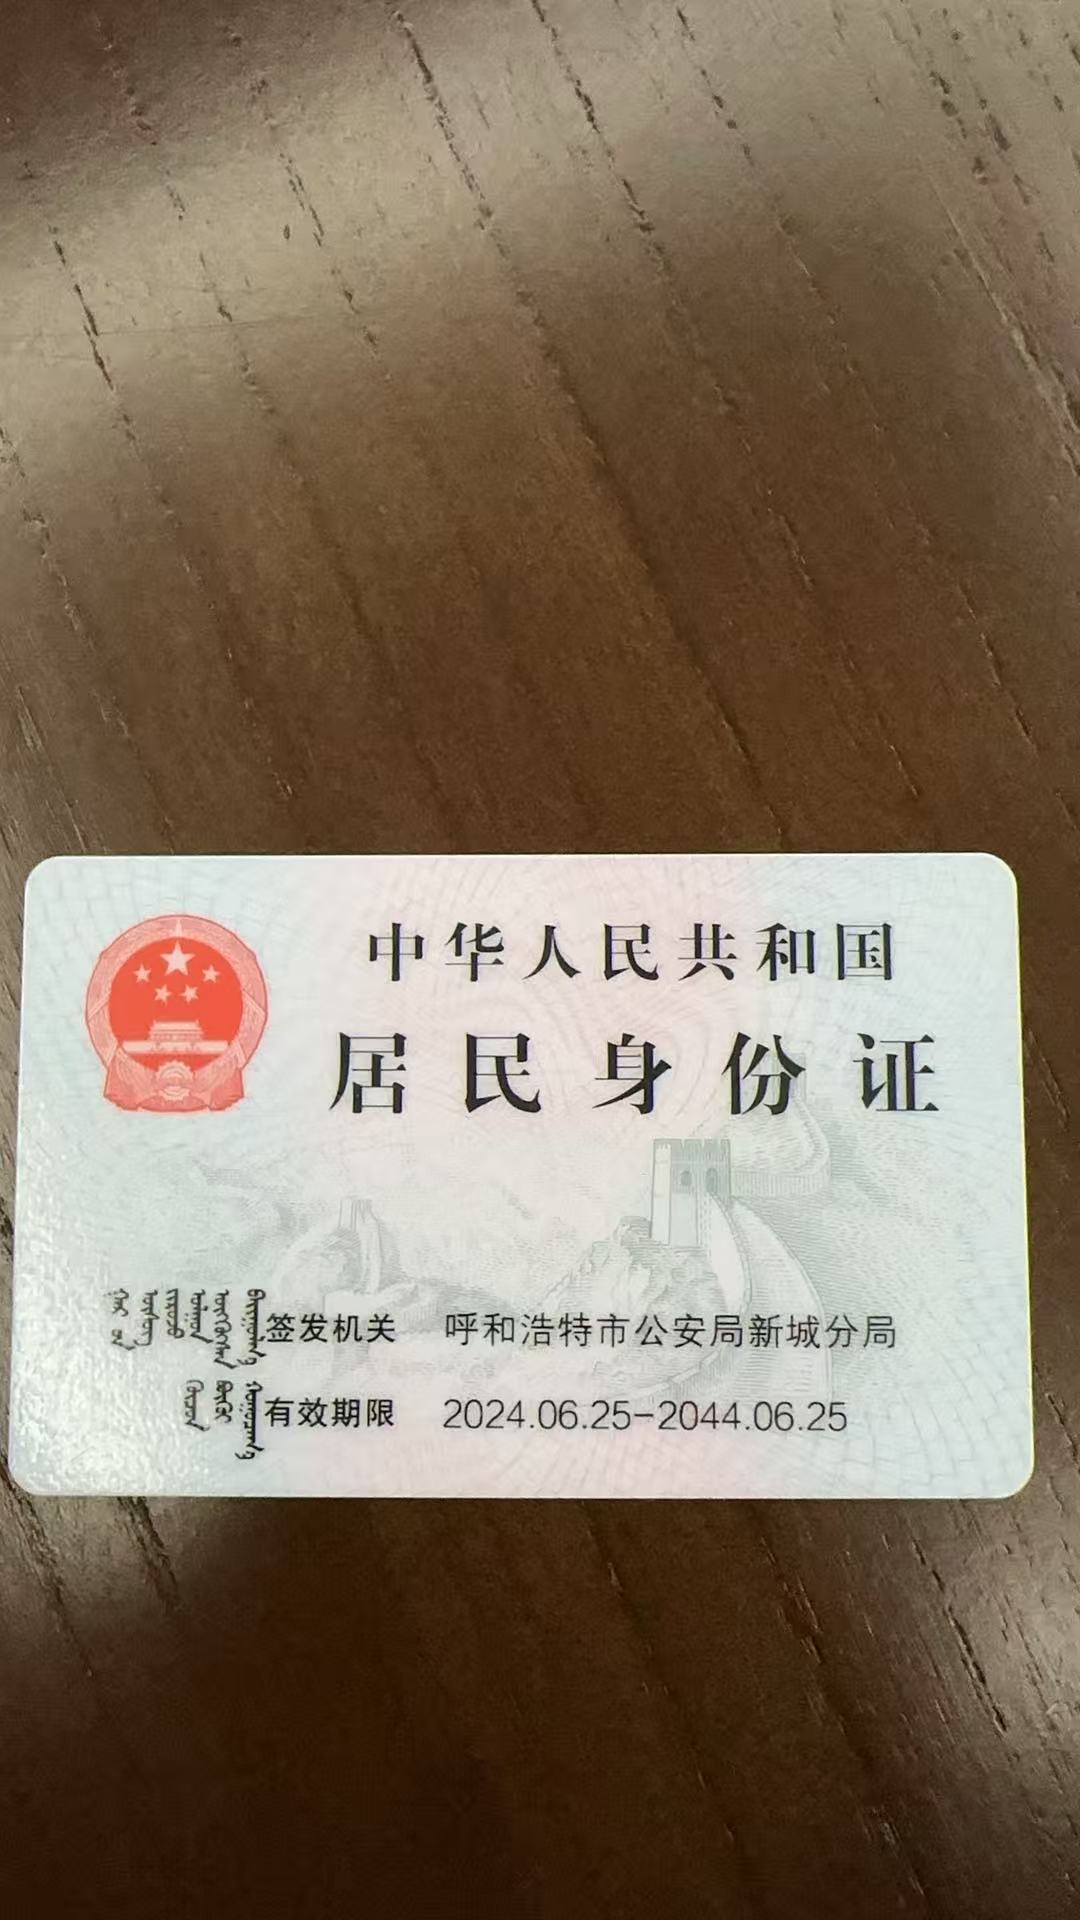 中华人民共和国
居民身份证
签发机关 呼和浩特市公安局新城分局
有效期限 2024.06.25-2044.06.25